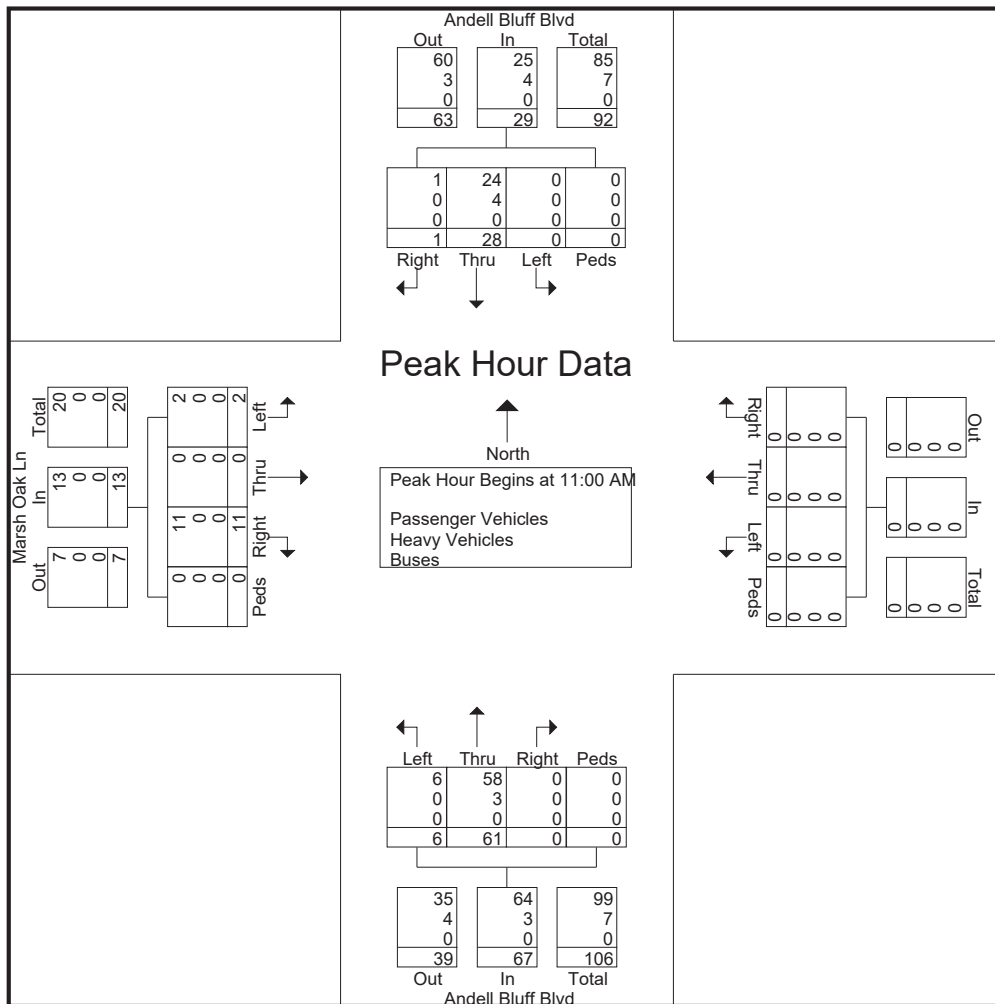 Andell Bluff Blvd
Out In Total
60 25 85
3 4 7
0 0 0
63 29 92
1 24 0 0
0 4 0 0
0 0 0 0
1 28 0 0
Right Thru Left Peds
Peak Hour Data
North
Peak Hour Begins at 11:00 AM
Passenger Vehicles
Heavy Vehicles
Buses
Marsh Oak Ln
Out In Total
7 13 20
0 0 0
0 0 0
7 13 20
0 11 0 2
0 0 0 0
0 0 0 0
0 11 0 2
Peds Right Thru Left
Out In Total
0 0 0
0 0 0
0 0 0
0 0 0
0 0 0 0
0 0 0 0
0 0 0 0
0 0 0 0
Right Thru Left Peds
Left Thru Right Peds
6 58 0 0
0 3 0 0
0 0 0 0
6 61 0 0
35 64 99
4 3 7
0 0 0
39 67 106
Out In Total
Andell Bluff Blvd